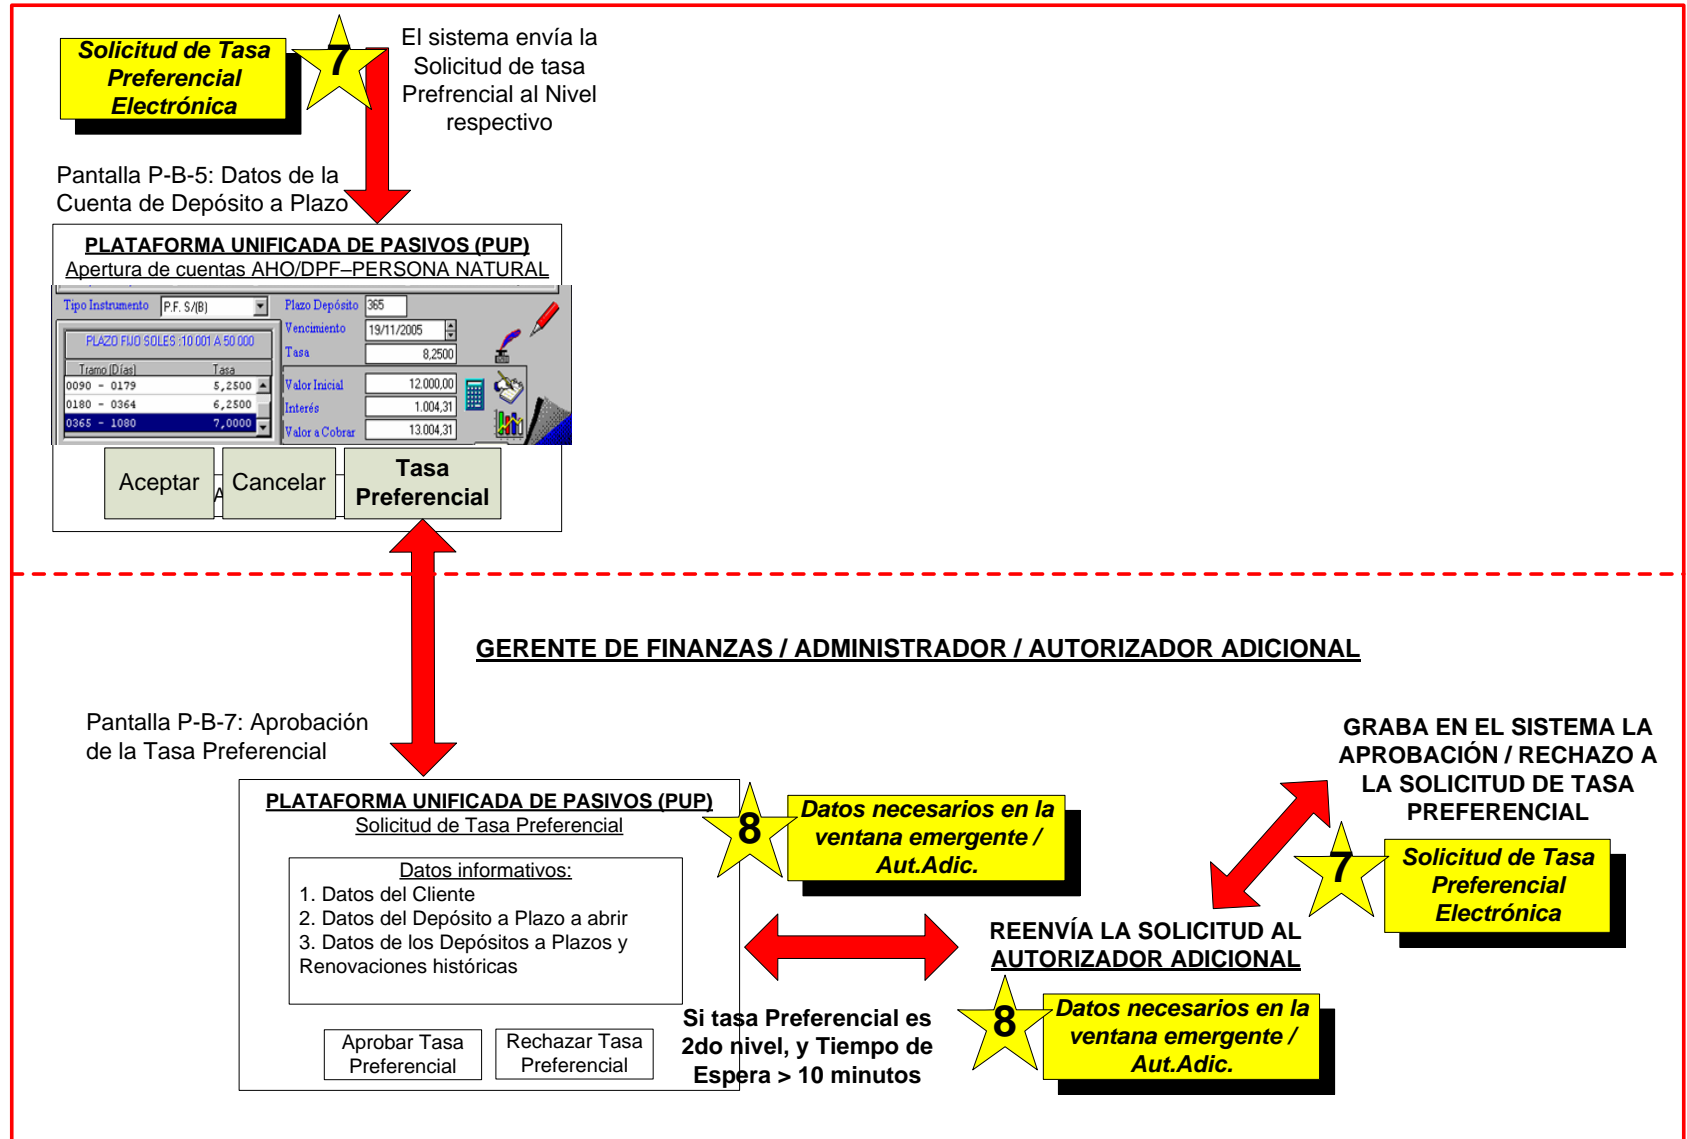 Solicitud de Tasa
Preferencial
Electrónica
7
El sistema envía la
Solicitud de tasa
Prefrencial al Nivel
respectivo
Pantalla P-B-5: Datos de la
Cuenta de Depósito a Plazo
PLATAFORMA UNIFICADA DE PASIVOS (PUP)
Apertura de cuentas AHO/DPF–PERSONA NATURAL
Tipo Instrumento P.F. S/(B)
PLAZO FIJO SOLES :10 001 A 50 000
Tramo (Días) Tasa
0090 - 0179 5,2500
0180 - 0364 6,2500
0365 - 1080 7,0000
Plazo Depósito 365
Vencimiento 19/11/2005
Tasa 8,2500
Valor Inicial 12.000,00
Interés 1.004,31
Valor a Cobrar 13.004,31
Aceptar
A
Cancelar
Tasa
Preferencial
GERENTE DE FINANZAS / ADMINISTRADOR / AUTORIZADOR ADICIONAL
Pantalla P-B-7: Aprobación
de la Tasa Preferencial
PLATAFORMA UNIFICADA DE PASIVOS (PUP)
Solicitud de Tasa Preferencial
Datos informativos:
1. Datos del Cliente
2. Datos del Depósito a Plazo a abrir
3. Datos de los Depósitos a Plazos y
Renovaciones históricas
Aprobar Tasa
Preferencial
Rechazar Tasa
Preferencial
8
Datos necesarios en la
ventana emergente /
Aut.Adic.
Si tasa Preferencial es
2do nivel, y Tiempo de
Espera > 10 minutos
REENVÍA LA SOLICITUD AL
AUTORIZADOR ADICIONAL
8
Datos necesarios en la
ventana emergente /
Aut.Adic.
GRABA EN EL SISTEMA LA
APROBACIÓN / RECHAZO A
LA SOLICITUD DE TASA
PREFERENCIAL
7
Solicitud de Tasa
Preferencial
Electrónica